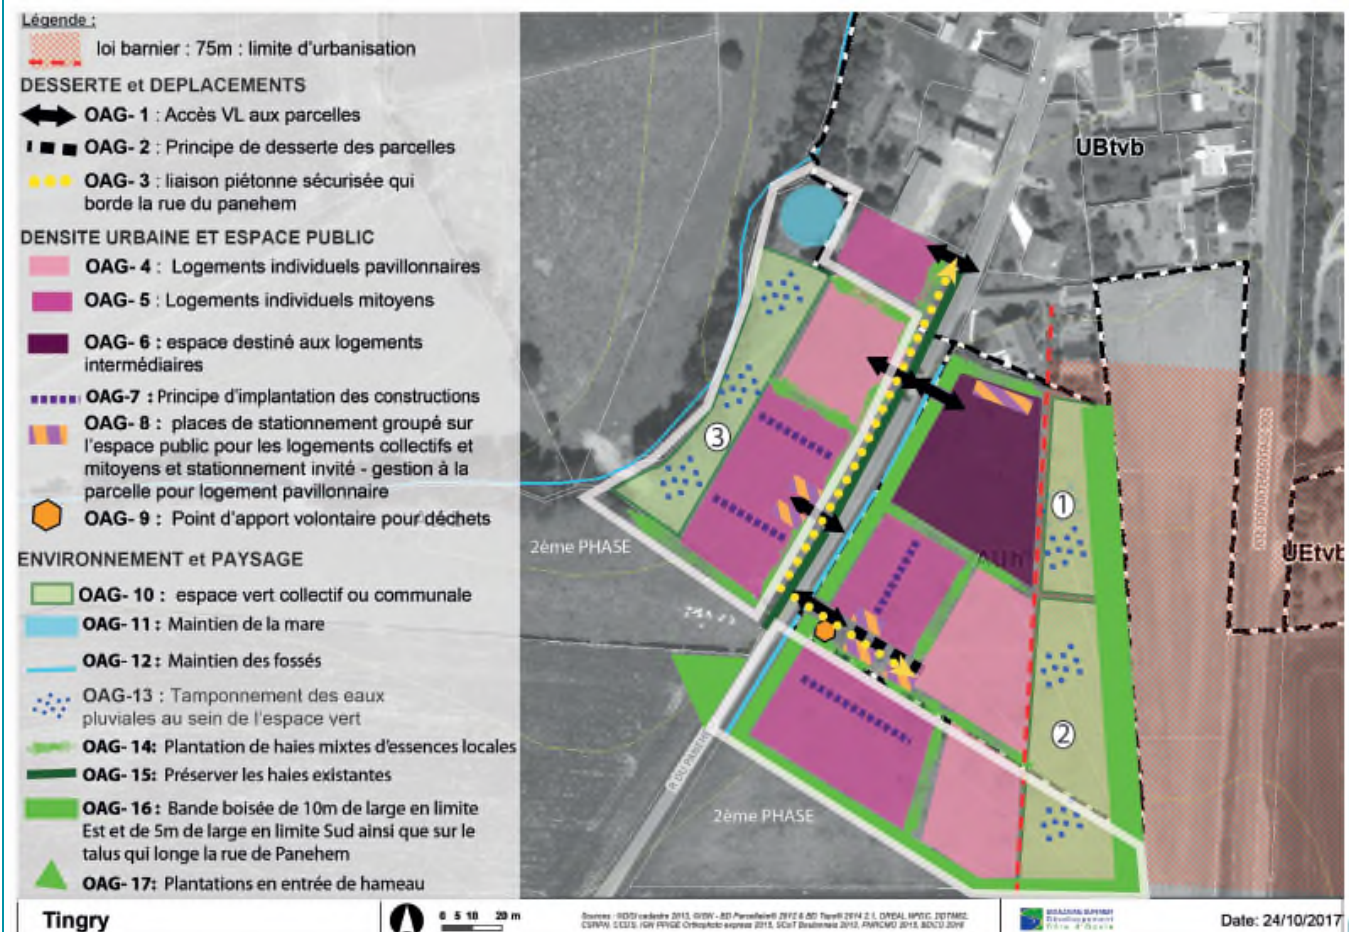 Légende :
loi barnier : 75m : limite d'urbanisation
DESSERTE et DEPLACEMENTS
OAG- 1 : Accès VL aux parcelles
OAG- 2 : Principe de desserte des parcelles
OAG- 3 : liaison piétonne sécurisée qui
borde la rue du panehem
DENSITE URBAINE ET ESPACE PUBLIC
OAG- 4 : Logements individuels pavillonnaires
OAG- 5 : Logements individuels mitoyens
OAG- 6 : espace destiné aux logements
intermédiaires
OAG-7 : Principe d'implantation des constructions
OAG- 8 : places de stationnement groupé sur
l'espace public pour les logements collectifs et
mitoyens et stationnement invité - gestion à la
parcelle pour logement pavillonnaire
OAG- 9 : Point d'apport volontaire pour déchets
ENVIRONNEMENT et PAYSAGE
OAG- 10 : espace vert collectif ou communale
OAG- 11 : Maintien de la mare
OAG- 12 : Maintien des fossés
OAG-13 : Tamponnement des eaux
pluviales au sein de l'espace vert
OAG- 14: Plantation de haies mixtes d'essences locales
OAG- 15: Préserver les haies existantes
OAG- 16 : Bande boisée de 10m de large en limite
Est et de 5m de large en limite Sud ainsi que sur le
talus qui longe la rue de Panehem
OAG- 17: Plantations en entrée de hameau
UBtvb
3
1
2ème PHASE
UEtvb
AUh
2
R DU PANEHEM
2ème PHASE
Tingry
0 5 10 20 m
Date: 24/10/2017